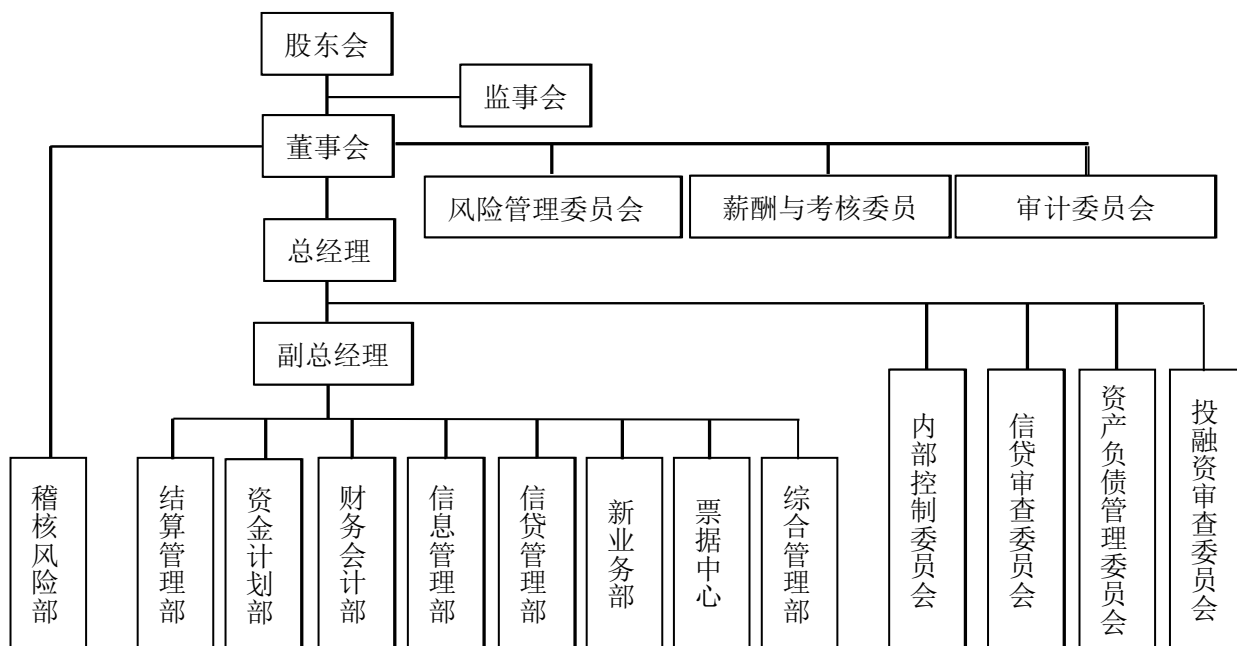 股东会
监事会
董事会
风险管理委员会
薪酬与考核委员
审计委员会
总经理
副总经理
稽核风险部
结算管理部
资金计划部
财务会计部
信息管理部
信贷管理部
新业务部
票据中心
综合管理部
内部控制委员会
信贷审查委员会
资产负债管理委员会
投融资审查委员会